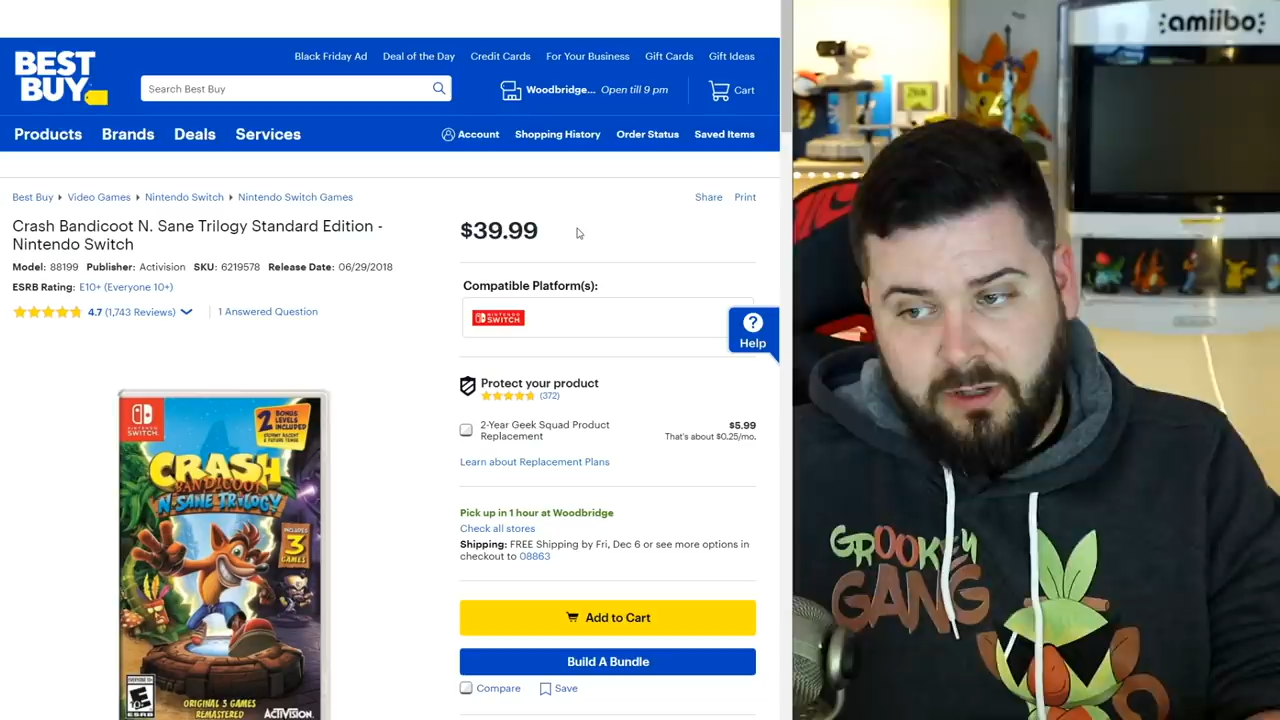 BEST
BUY
Black Friday Ad
Deal of the Day
Credit Cards
For Your Business
Gift Cards
Gift Ideas
Search Best Buy
Woodbridge... Open till 9 pm
Cart
Products
Brands
Deals
Services
Account
Shopping History
Order Status
Saved Items
Best Buy
Video Games
Nintendo Switch
Nintendo Switch Games
Share
Print
Crash Bandicoot N. Sane Trilogy Standard Edition -
Nintendo Switch
Model: 88199 Publisher: Activision SKU: 6219578 Release Date: 06/29/2018
ESRB Rating: E10+ (Everyone 10+)
4.7 (1,743 Reviews)
1 Answered Question
$39.99
Compatible Platform(s):
NINTENDO
SWITCH
?
Help
Protect your product
(372)
2-Year Geek Squad Product
Replacement
$5.99
That's about $0.25/mo.
Learn about Replacement Plans
Pick up in 1 hour at Woodbridge
Check all stores
Shipping: FREE Shipping by Fri, Dec 6 or see more options in
checkout to 08863
Add to Cart
Build A Bundle
Compare
Save
NINTENDO
SWITCH
2 BONUS
LEVELS
INCLUDED
CRASH
BANDICOOT
N. SANE TRILOGY
INCLUDES
3
GAMES
EVERYONE 10+
E 10+
ESRB
ORIGINAL 3 GAMES
REMASTERED
ACTIVISION
amiibo
GROOKEY
GANG